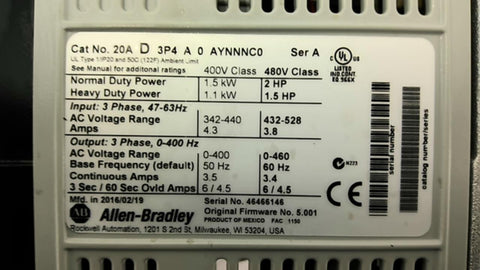 Cat No. 20A D 3P4 A 0 AYNNNC0 Ser A
UL Type 1/IP20 and 50C (122F) Ambient Limit
See Manual for additonal ratings 400V Class 480V Class
Normal Duty Power 1.5 kW 2 HP
Heavy Duty Power 1.1 kW 1.5 HP
Input: 3 Phase, 47-63Hz
AC Voltage Range 342-440 432-528
Amps 4.3 3.8
Output: 3 Phase, 0-400 Hz
AC Voltage Range 0-400 0-460
Base Frequency (default) 50 Hz 60 Hz
Continuous Amps 3.5 3.4
3 Sec / 60 Sec Ovld Amps 6 / 4.5 6 / 4.5
Mfd. in 2016/02/19 Serial No. 46466146
Original Firmware No. 5.001
PRODUCT OF MEXICO FAC 1150
AB Allen-Bradley
Rockwell Automation, 1201 S 2nd St, Milwaukee, WI 53204, USA
C UL US
LISTED
IND.CONT.
EQ 966X
N223
serial number
catalog number/series